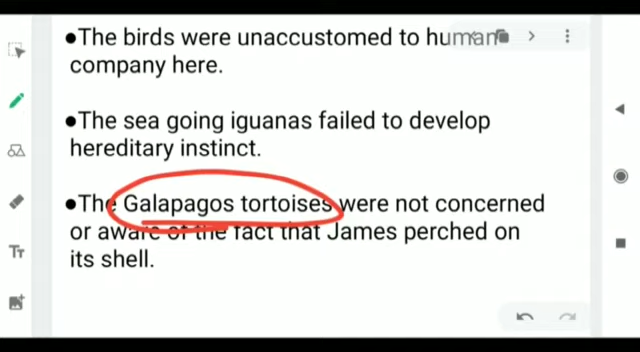 ●The birds were unaccustomed to human
company here.
●The sea going iguanas failed to develop
hereditary instinct.
●The Galapagos tortoises were not concerned
or aware of the fact that James perched on
its shell.
TT